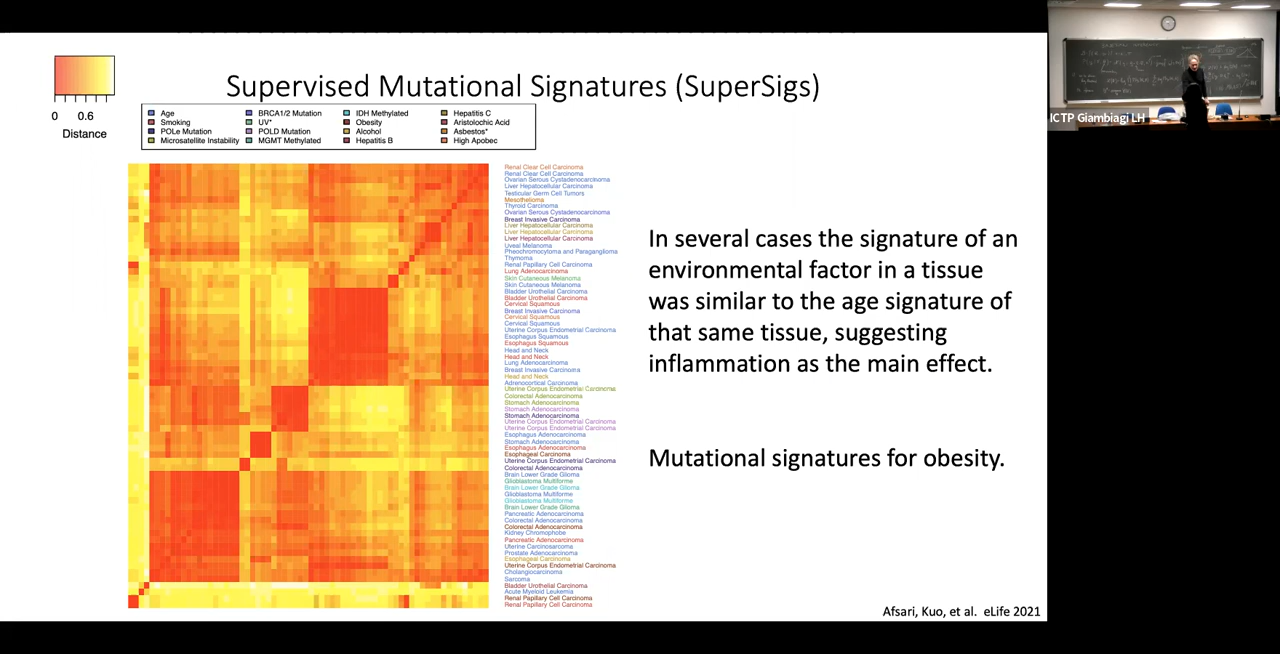 Supervised Mutational Signatures (SuperSigs)
0 0.6
Distance
Age
Smoking
POLe Mutation
Microsatellite Instability
BRCA1/2 Mutation
UV*
POLD Mutation
MGMT Methylated
IDH Methylated
Obesity
Alcohol
Hepatitis B
Hepatitis C
Aristolochic Acid
Asbestos*
High Apobec
Renal Clear Cell Carcinoma
Renal Clear Cell Carcinoma
Ovarian Serous Cystadenocarcinoma
Liver Hepatocellular Carcinoma
Testicular Germ Cell Tumors
Mesothelioma
Thyroid Carcinoma
Ovarian Serous Cystadenocarcinoma
Breast Invasive Carcinoma
Liver Hepatocellular Carcinoma
Liver Hepatocellular Carcinoma
Liver Hepatocellular Carcinoma
Uveal Melanoma
Pheochromocytoma and Paraganglioma
Thymoma
Renal Papillary Cell Carcinoma
Lung Adenocarcinoma
Skin Cutaneous Melanoma
Skin Cutaneous Melanoma
Bladder Urothelial Carcinoma
Bladder Urothelial Carcinoma
Cervical Squamous
Breast Invasive Carcinoma
Cervical Squamous
Cervical Squamous
Uterine Corpus Endometrial Carcinoma
Esophagus Squamous
Esophagus Squamous
Head and Neck
Head and Neck
Lung Adenocarcinoma
Breast Invasive Carcinoma
Head and Neck
Adrenocortical Carcinoma
Uterine Corpus Endometrial Carcinoma
Colorectal Adenocarcinoma
Stomach Adenocarcinoma
Stomach Adenocarcinoma
Stomach Adenocarcinoma
Uterine Corpus Endometrial Carcinoma
Uterine Corpus Endometrial Carcinoma
Esophagus Adenocarcinoma
Stomach Adenocarcinoma
Esophagus Adenocarcinoma
Esophageal Carcinoma
Uterine Corpus Endometrial Carcinoma
Colorectal Adenocarcinoma
Brain Lower Grade Glioma
Glioblastoma Multiforme
Brain Lower Grade Glioma
Glioblastoma Multiforme
Glioblastoma Multiforme
Brain Lower Grade Glioma
Pancreatic Adenocarcinoma
Colorectal Adenocarcinoma
Colorectal Adenocarcinoma
Kidney Chromophobe
Pancreatic Adenocarcinoma
Uterine Carcinosarcoma
Prostate Adenocarcinoma
Esophageal Carcinoma
Uterine Corpus Endometrial Carcinoma
Cholangiocarcinoma
Sarcoma
Bladder Urothelial Carcinoma
Acute Myeloid Leukemia
Renal Papillary Cell Carcinoma
Renal Papillary Cell Carcinoma
In several cases the signature of an
environmental factor in a tissue
was similar to the age signature of
that same tissue, suggesting
inflammation as the main effect.
Mutational signatures for obesity.
Afsari, Kuo, et al. eLife 2021
ICTP Giambiagi LH